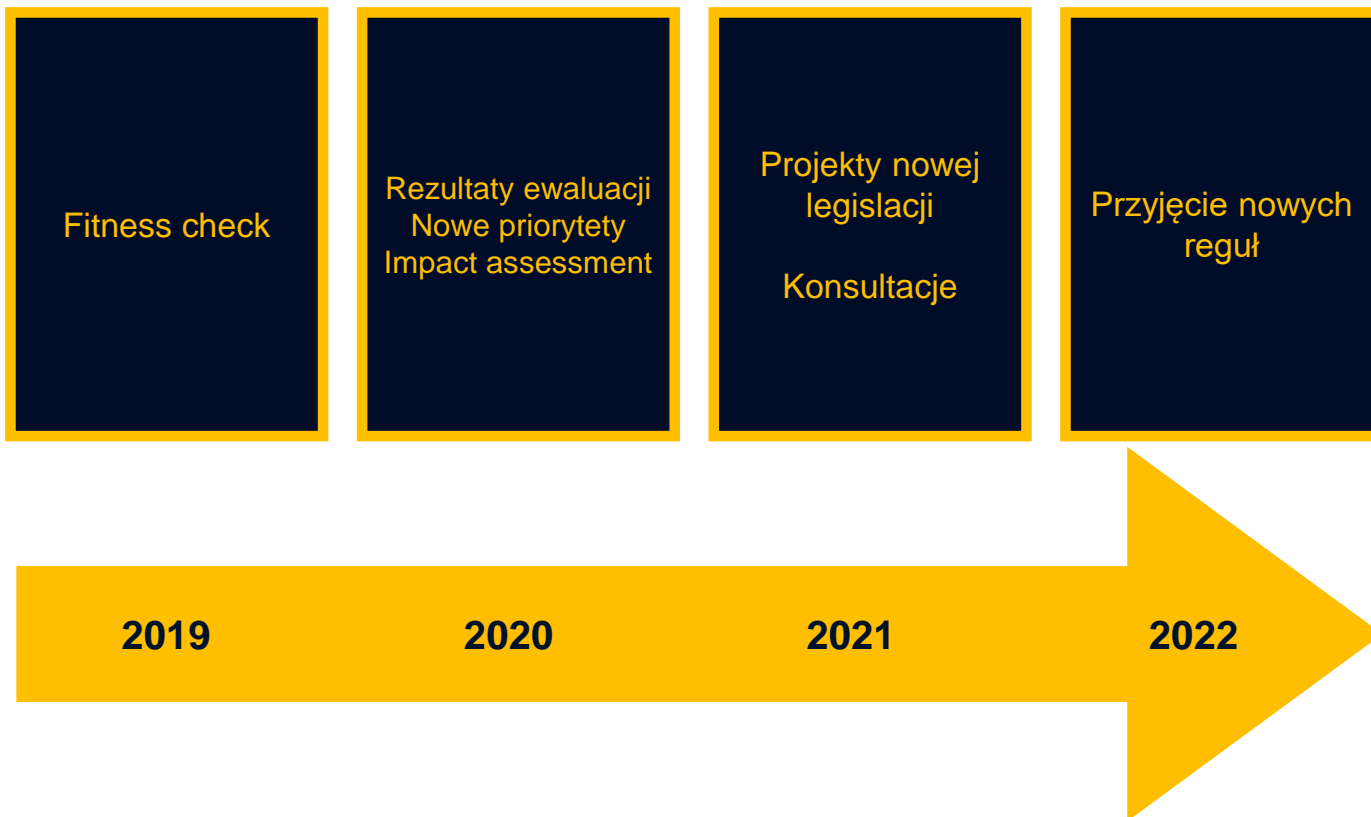 Fitness check
Rezultaty ewaluacji
Nowe priorytety
Impact assessment
Projekty nowej
legislacji
Konsultacje
Przyjęcie nowych
reguł
2019
2020
2021
2022